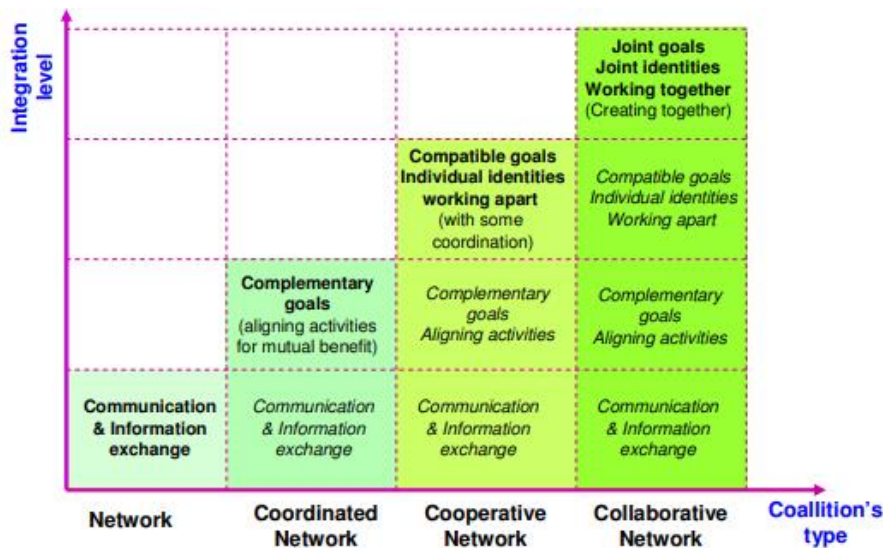 Integration
level
Joint goals
Joint identities
Working together
(Creating together)
Compatible goals
Individual identities
working apart
(with some
coordination)
Compatible goals
Individual identities
Working apart
Complementary
goals
(aligning activities
for mutual benefit)
Complementary
goals
Aligning activities
Complementary
goals
Aligning activities
Communication
& Information
exchange
Communication
& Information
exchange
Communication
& Information
exchange
Communication
& Information
exchange
Network
Coordinated
Network
Cooperative
Network
Collaborative
Network
Coallition's
type